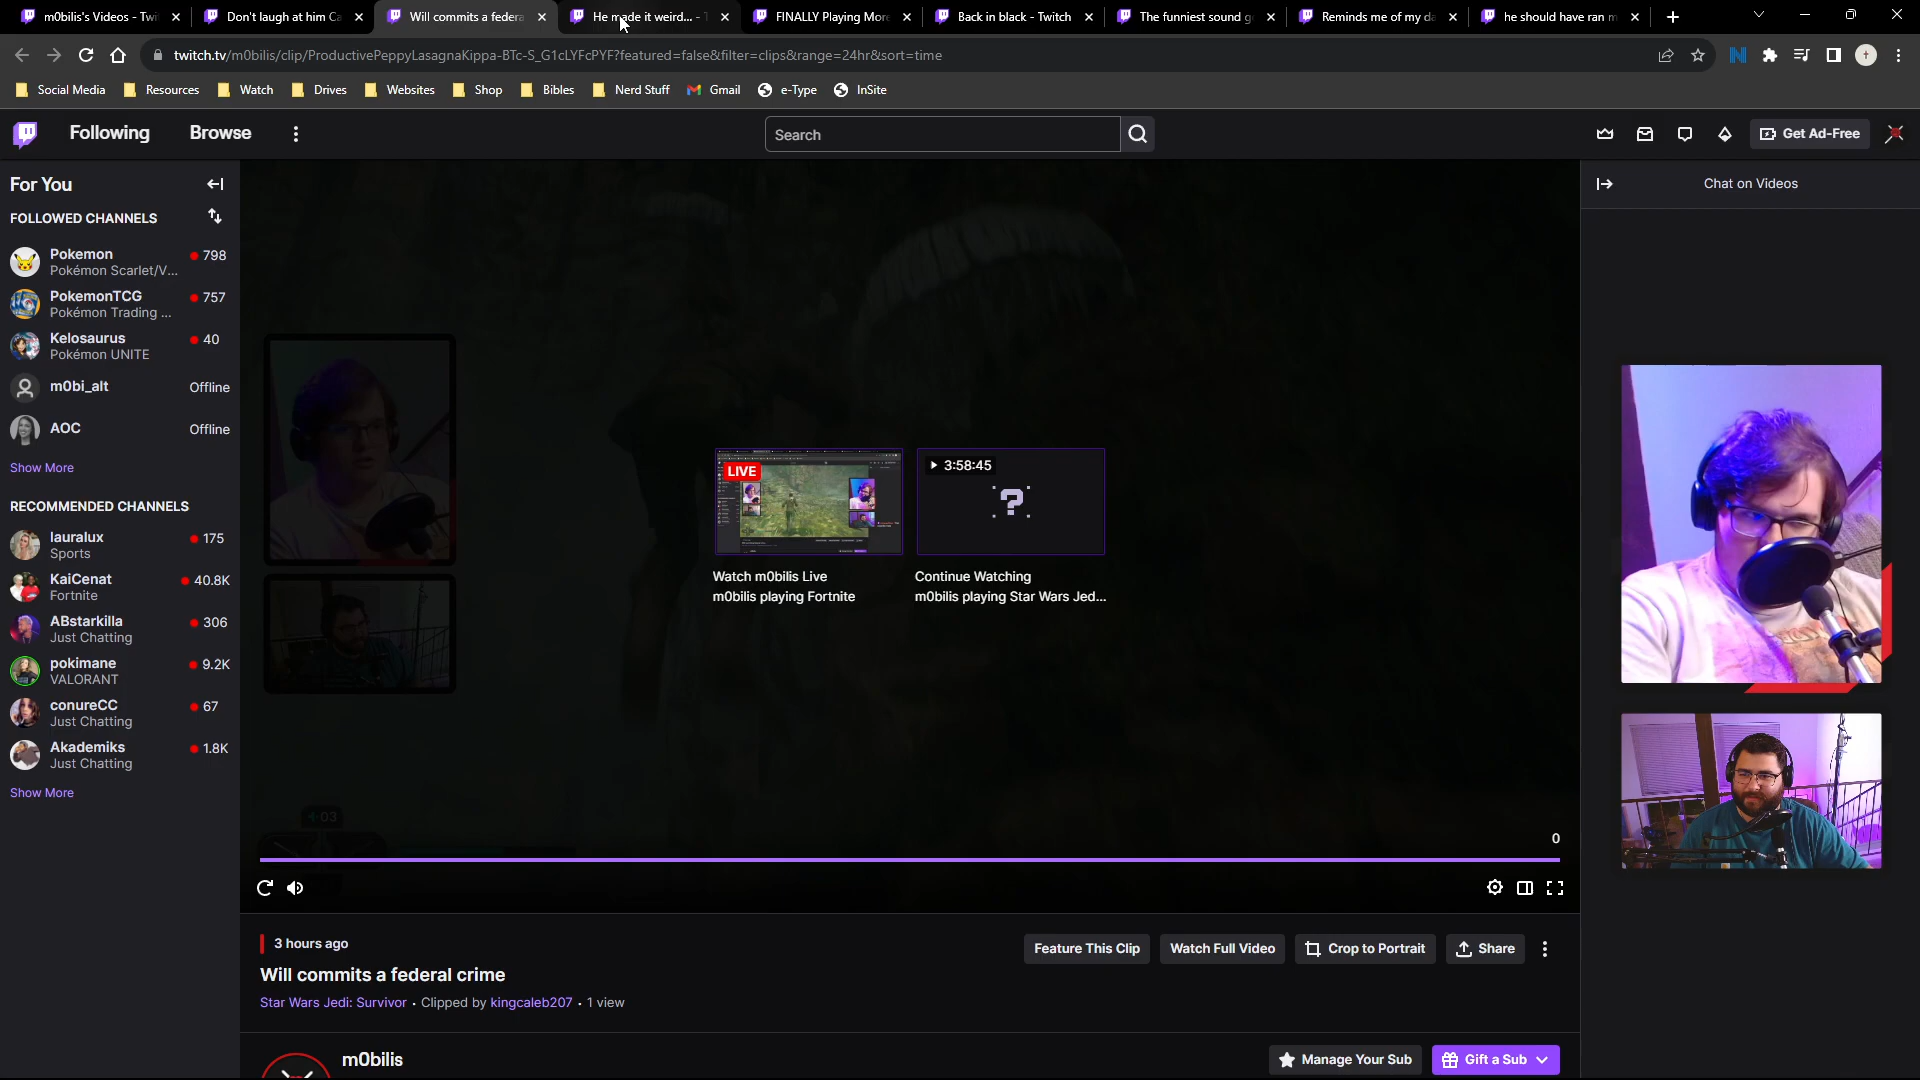 m0bilis's Videos - Twi
Don't laugh at him Ca
Will commits a federa
He made it weird... - T
FINALLY Playing More
Back in black - Twitch
The funniest sound g
Reminds me of my da
he should have ran m
twitch.tv/m0bilis/clip/ProductivePeppyLasagnaKippa-BTc-S_G1cLYFcPYF?featured=false&filter=clips&range=24hr&sort=time
Social Media
Resources
Watch
Drives
Websites
Shop
Bibles
Nerd Stuff
Gmail
e-Type
InSite
Following
Browse
Search
Get Ad-Free
For You
FOLLOWED CHANNELS
Pokemon
798
Pokémon Scarlet/V...
PokemonTCG
757
Pokémon Trading ...
Kelosaurus
40
Pokémon UNITE
m0bi_alt
Offline
AOC
Offline
Show More
RECOMMENDED CHANNELS
lauralux
175
Sports
KaiCenat
40.8K
Fortnite
ABstarkilla
306
Just Chatting
pokimane
9.2K
VALORANT
conureCC
67
Just Chatting
Akademiks
1.8K
Just Chatting
Show More
LIVE
3:58:45
Watch m0bilis Live
m0bilis playing Fortnite
Continue Watching
m0bilis playing Star Wars Jed...
0
3 hours ago
Will commits a federal crime
Star Wars Jedi: Survivor • Clipped by kingcaleb207 • 1 view
Feature This Clip
Watch Full Video
Crop to Portrait
Share
m0bilis
Manage Your Sub
Gift a Sub
Chat on Videos